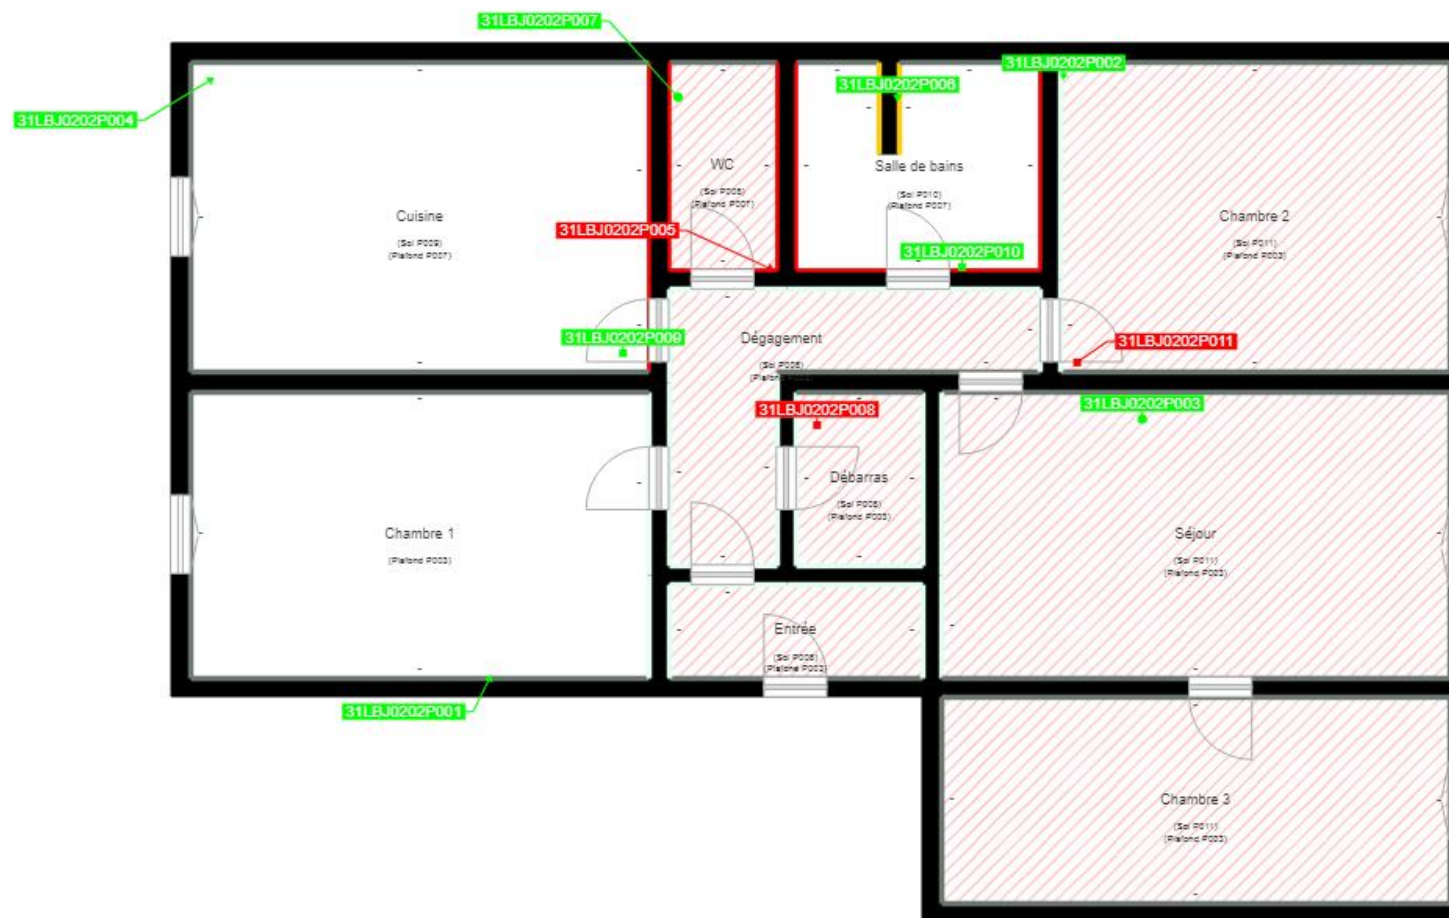 31LBJ0202P007
31LBJ0202P002
31LBJ0202P006
31LBJ0202P004
WC
(Sol P008)
(Plafond P007)
Salle de bains
(Sol P010)
(Plafond P007)
Cuisine
(Sol P009)
(Plafond P007)
Chambre 2
(Sol P011)
(Plafond P003)
31LBJ0202P005
31LBJ0202P010
31LBJ0202P009
Dégagement
(Sol P008)
31LBJ0202P011
31LBJ0202P003
31LBJ0202P008
Débarras
(Sol P008)
(Plafond P003)
Chambre 1
(Plafond P003)
Séjour
(Sol P011)
(Plafond P003)
Entrée
(Sol P008)
(Plafond P003)
31LBJ0202P001
Chambre 3
(Sol P011)
(Plafond P003)